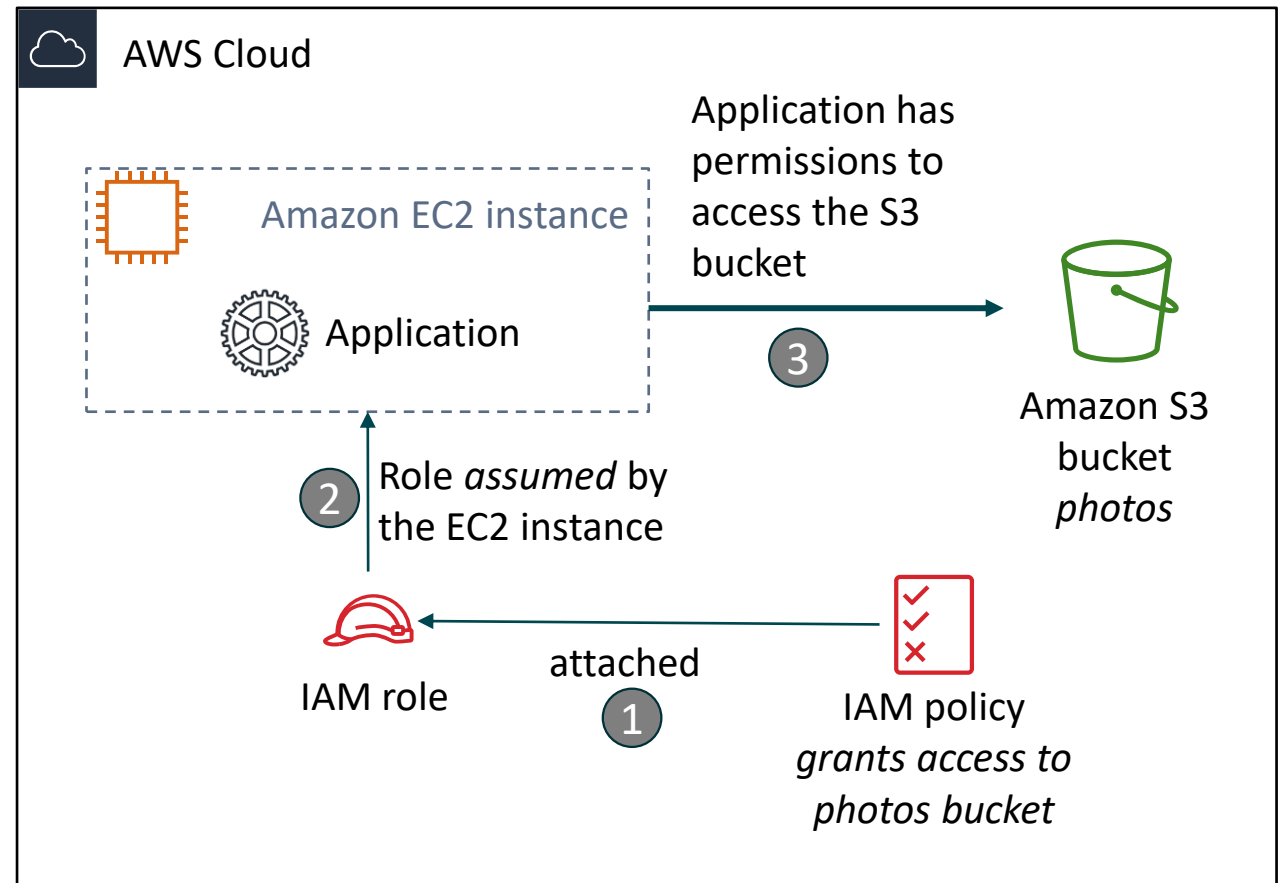 AWS Cloud
Application has
permissions to
access the S3
bucket
Amazon EC2 instance
Application
3
Amazon S3
bucket
photos
2
Role assumed by
the EC2 instance
attached
1
IAM role
IAM policy
grants access to
photos bucket